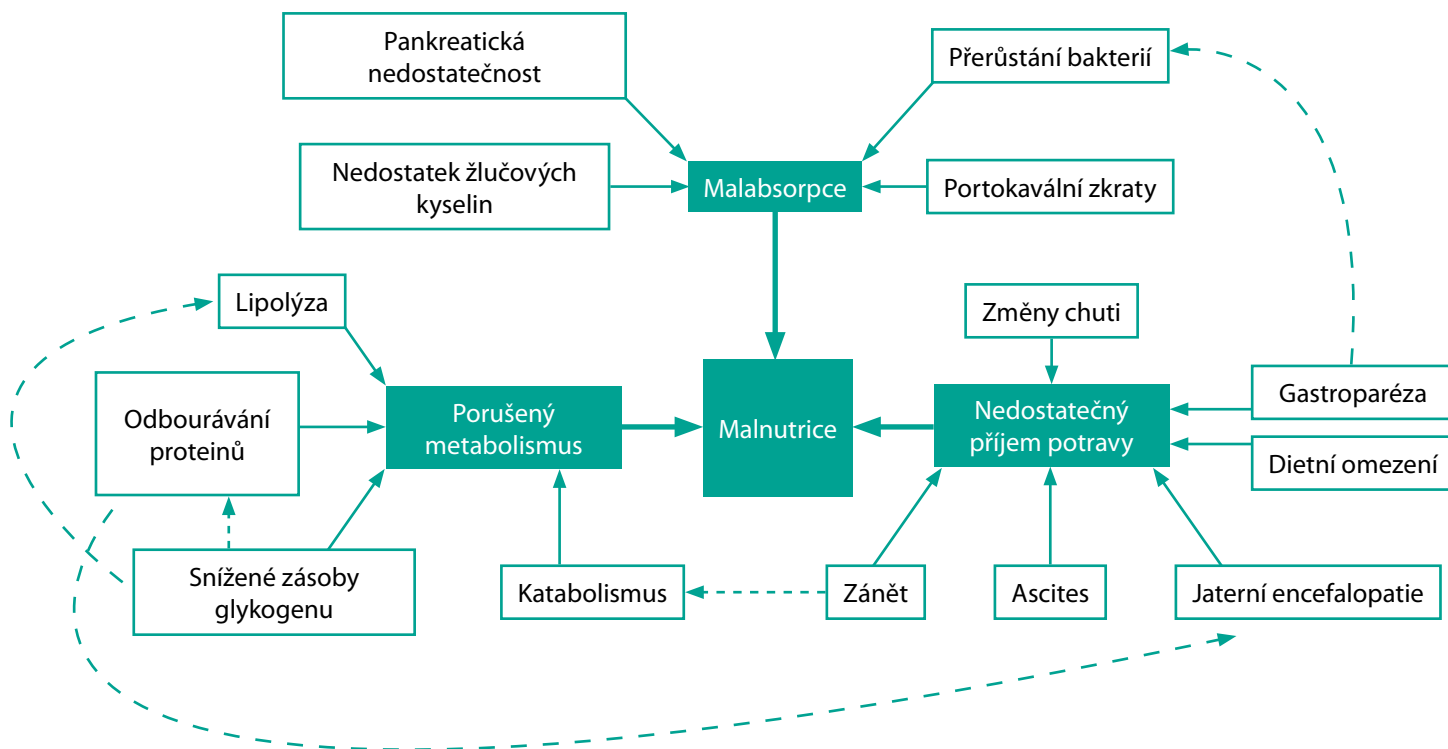 Pankreatická
nedostatečnost
Přerůstání bakterií
Nedostatek žlučových
kyselin
Malabsorpce
Portokavální zkraty
Lipolýza
Změny chuti
Odbourávání
proteinů
Porušený
metabolismus
Malnutrice
Nedostatečný
příjem potravy
Gastroparéza
Dietní omezení
Snížené zásoby
glykogenu
Katabolismus
Zánět
Ascites
Jaterní encefalopatie